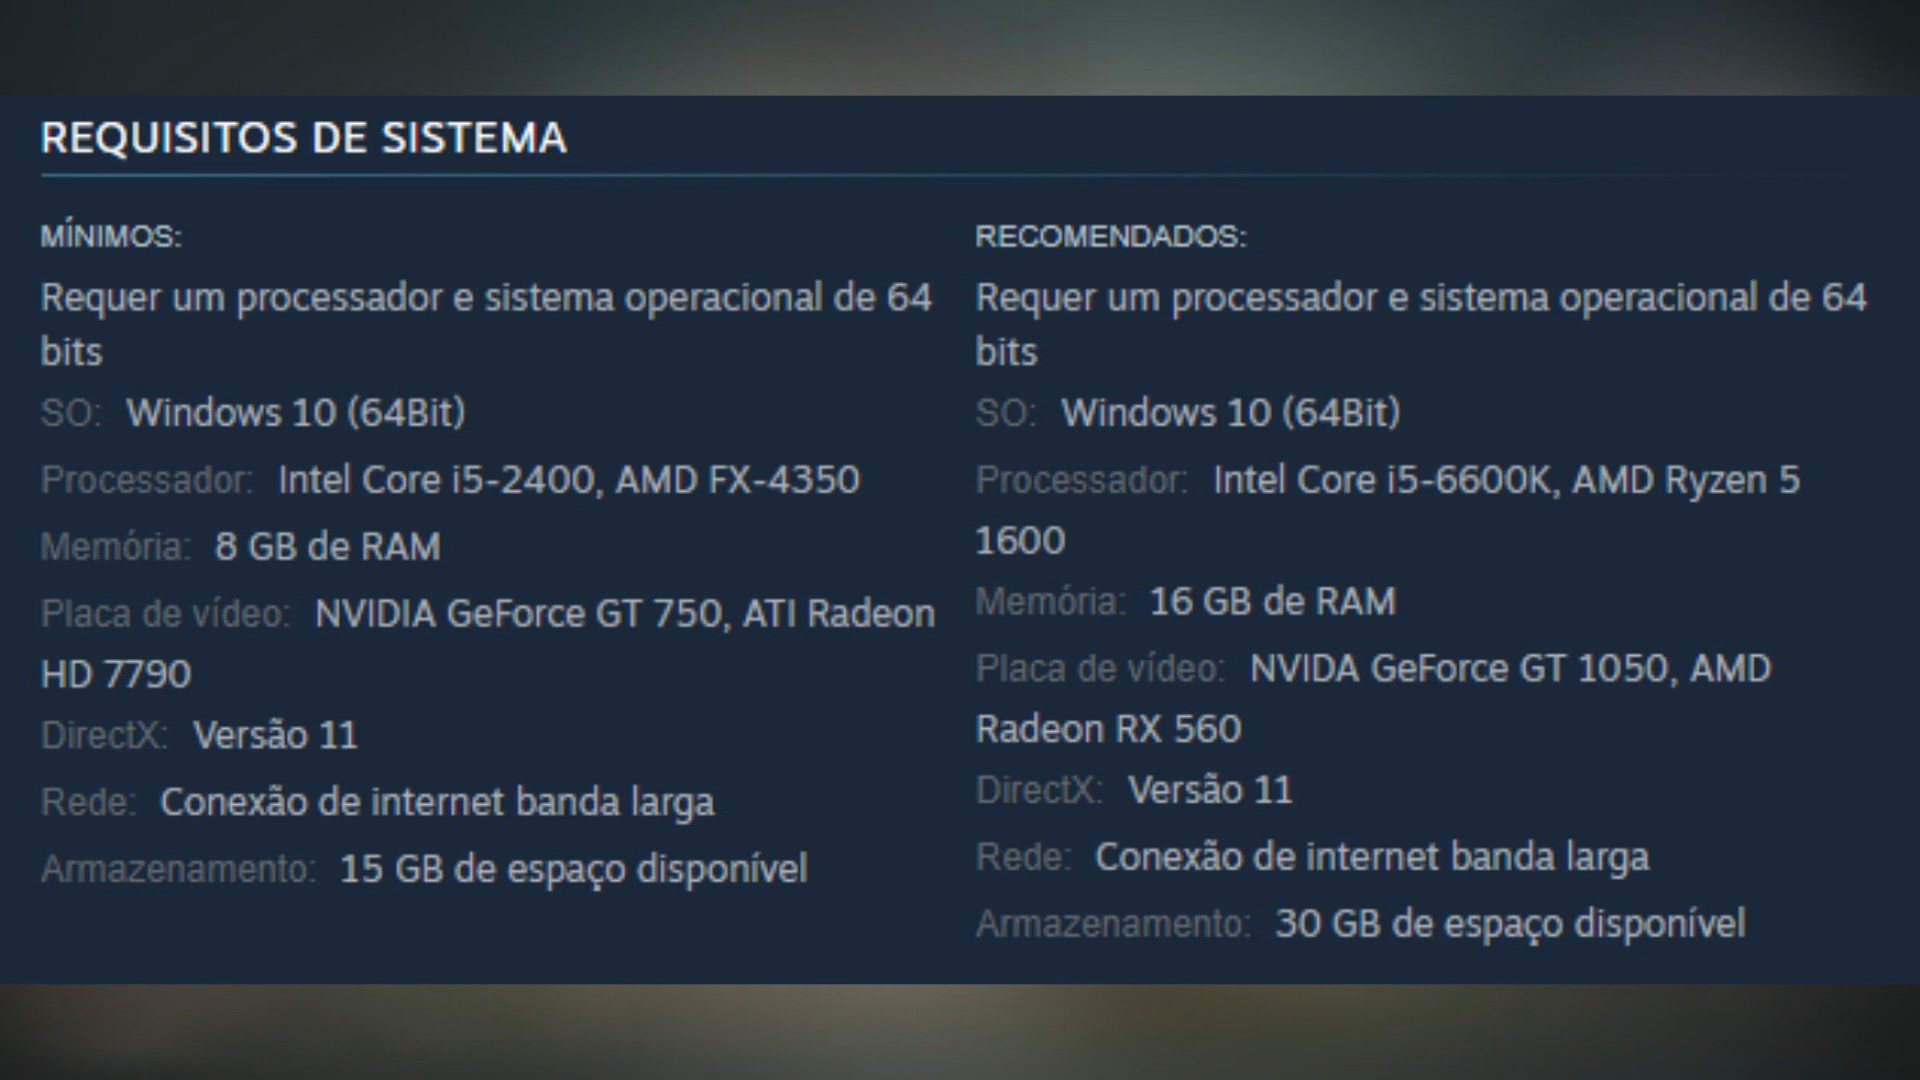 REQUISITOS DE SISTEMA
MÍNIMOS:
Requer um processador e sistema operacional de 64
bits
SO: Windows 10 (64Bit)
Processador: Intel Core i5-2400, AMD FX-4350
Memória: 8 GB de RAM
Placa de vídeo: NVIDIA GeForce GT 750, ATI Radeon
HD 7790
DirectX: Versão 11
Rede: Conexão de internet banda larga
Armazenamento: 15 GB de espaço disponível
RECOMENDADOS:
Requer um processador e sistema operacional de 64
bits
SO: Windows 10 (64Bit)
Processador: Intel Core i5-6600K, AMD Ryzen 5
1600
Memória: 16 GB de RAM
Placa de vídeo: NVIDA GeForce GT 1050, AMD
Radeon RX 560
DirectX: Versão 11
Rede: Conexão de internet banda larga
Armazenamento: 30 GB de espaço disponível